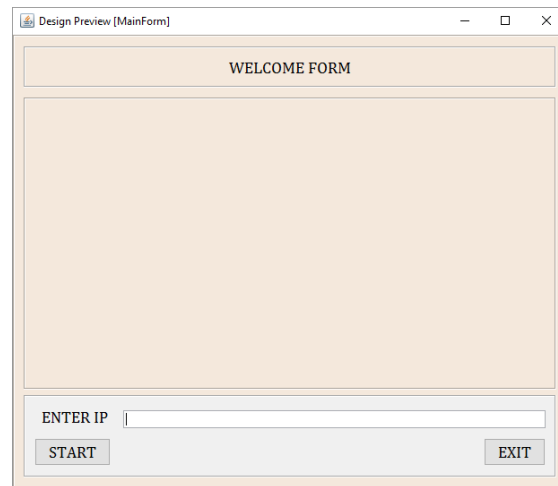 Design Preview [MainForm]
WELCOME FORM
ENTER IP
START
EXIT